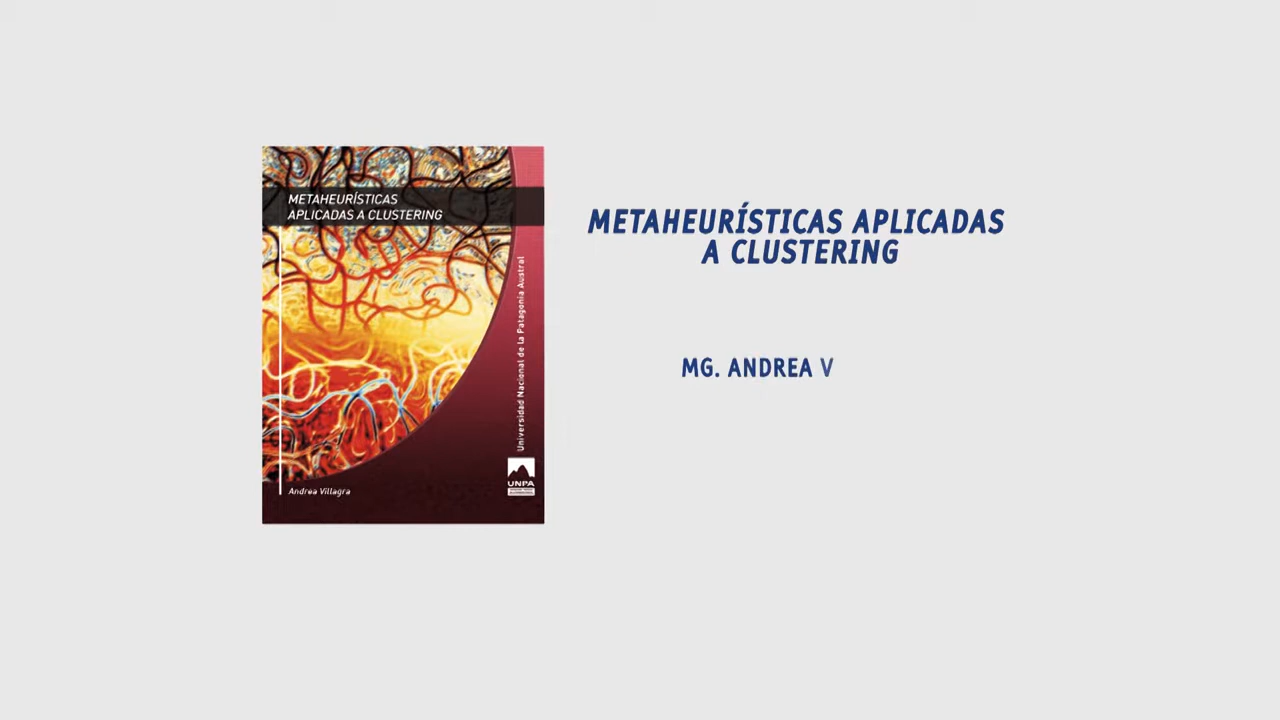 METAHEURÍSTICAS
APLICADAS A CLUSTERING
Universidad Nacional de la Patagonia Austral
UNPA
Andrea Villagra
METAHEURÍSTICAS APLICADAS
A CLUSTERING
MG. ANDREA V